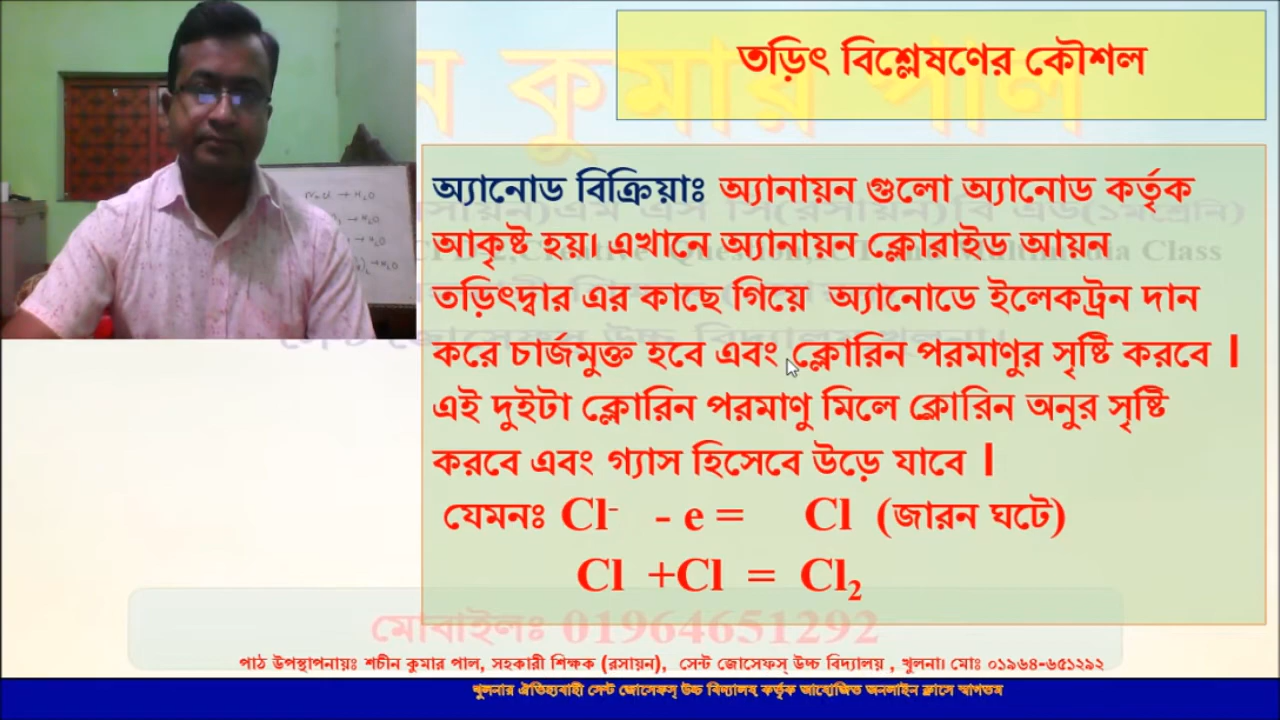 তড়িৎ বিশ্লেষণের কৌশল
ন কুমার পাল
অ্যানোড বিক্রিয়াঃ অ্যানায়ন গুলো অ্যানোড কর্তৃক
আকৃষ্ট হয়। এখানে অ্যানায়ন ক্লোরাইড আয়ন
তড়িৎদ্বার এর কাছে গিয়ে অ্যানোডে ইলেকট্রন দান
করে চার্জমুক্ত হবে এবং ক্লোরিন পরমাণুর সৃষ্টি করবে ।
এই দুইটা ক্লোরিন পরমাণু মিলে ক্লোরিন অনুর সৃষ্টি
করবে এবং গ্যাস হিসেবে উড়ে যাবে ।
যেমনঃ Cl⁻ - e = Cl (জারন ঘটে)
Cl +Cl = Cl₂
মোবাইলঃ 01964651292
পাঠ উপস্থাপনায়ঃ শচীন কুমার পাল, সহকারী শিক্ষক (রসায়ন), সেন্ট জোসেফস্ উচ্চ বিদ্যালয় , খুলনা। মোঃ ০১৯৬৪-৬৫১২৯২
খুলনার ঐতিহ্যবাহী সেন্ট জোসেফস্ উচ্চ বিদ্যালয় কর্তৃক আয়োজিত অনলাইন ক্লাসে স্বাগতম